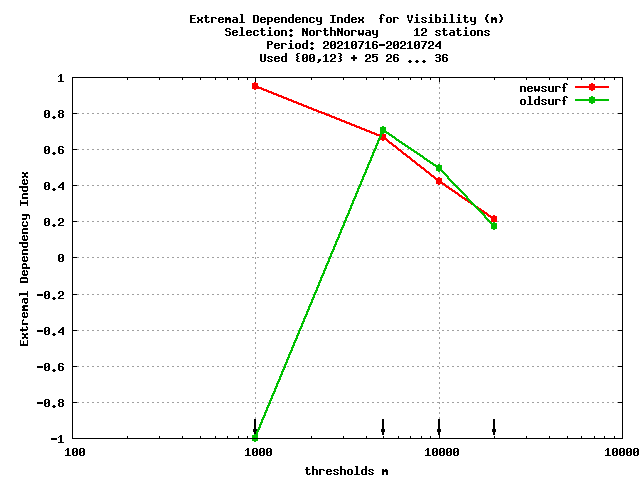 Extremal Dependency Index  for Visibility (m)
Selection: NorthNorway     12 stations
Period: 20210716-20210724
Used {00,12} + 25 26 ... 36
newsurf
oldsurf
Extremal Dependency Index
1
0.8
0.6
0.4
0.2
0
-0.2
-0.4
-0.6
-0.8
-1
100 1000 10000 10000
thresholds m